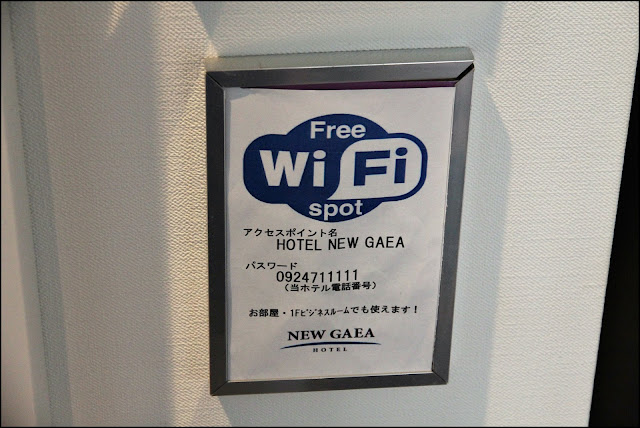 Free
Wi Fi
spot
アクセスポイント名
HOTEL NEW GAEA
パスワード
0924711111
(当ホテル電話番号)
お部屋・1Fﾋﾞｼﾞﾈｽﾙｰﾑでも使えます!
NEW GAEA
HOTEL